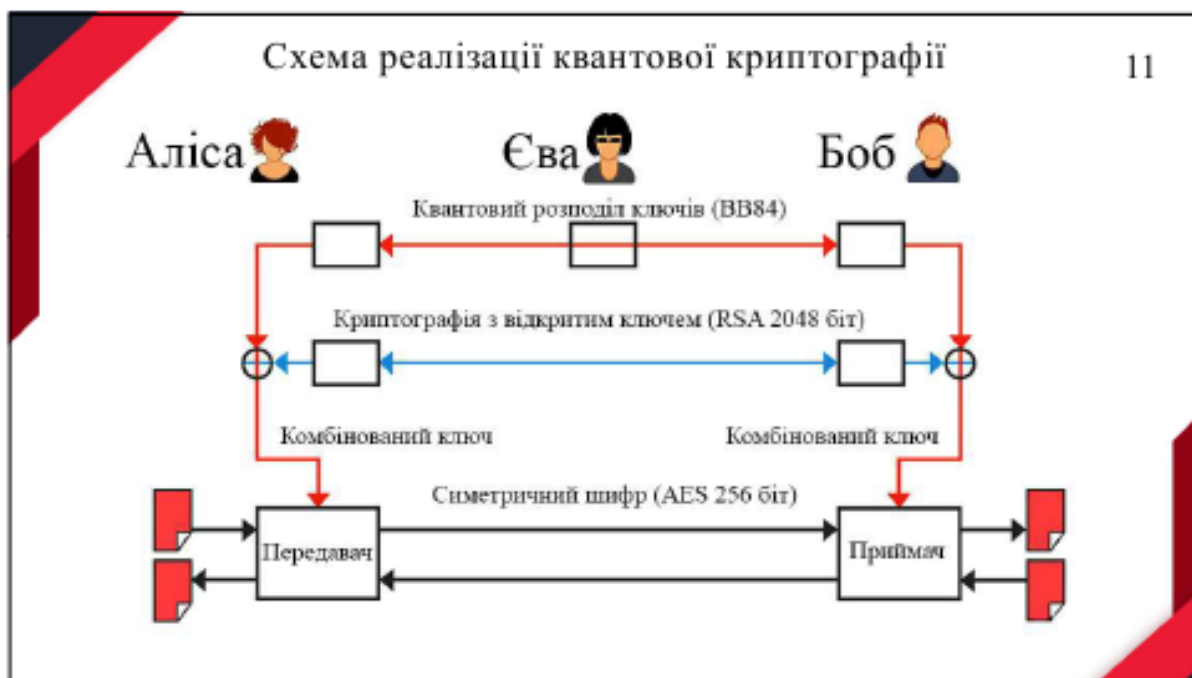 Схема реалізації квантової криптографії
11
Аліса
Єва
Боб
Квантовий розподіл ключів (BB84)
Криптографія з відкритим ключем (RSA 2048 біт)
Комбінований ключ
Комбінований ключ
Симетричний шифр (AES 256 біт)
Передавач
Приймач